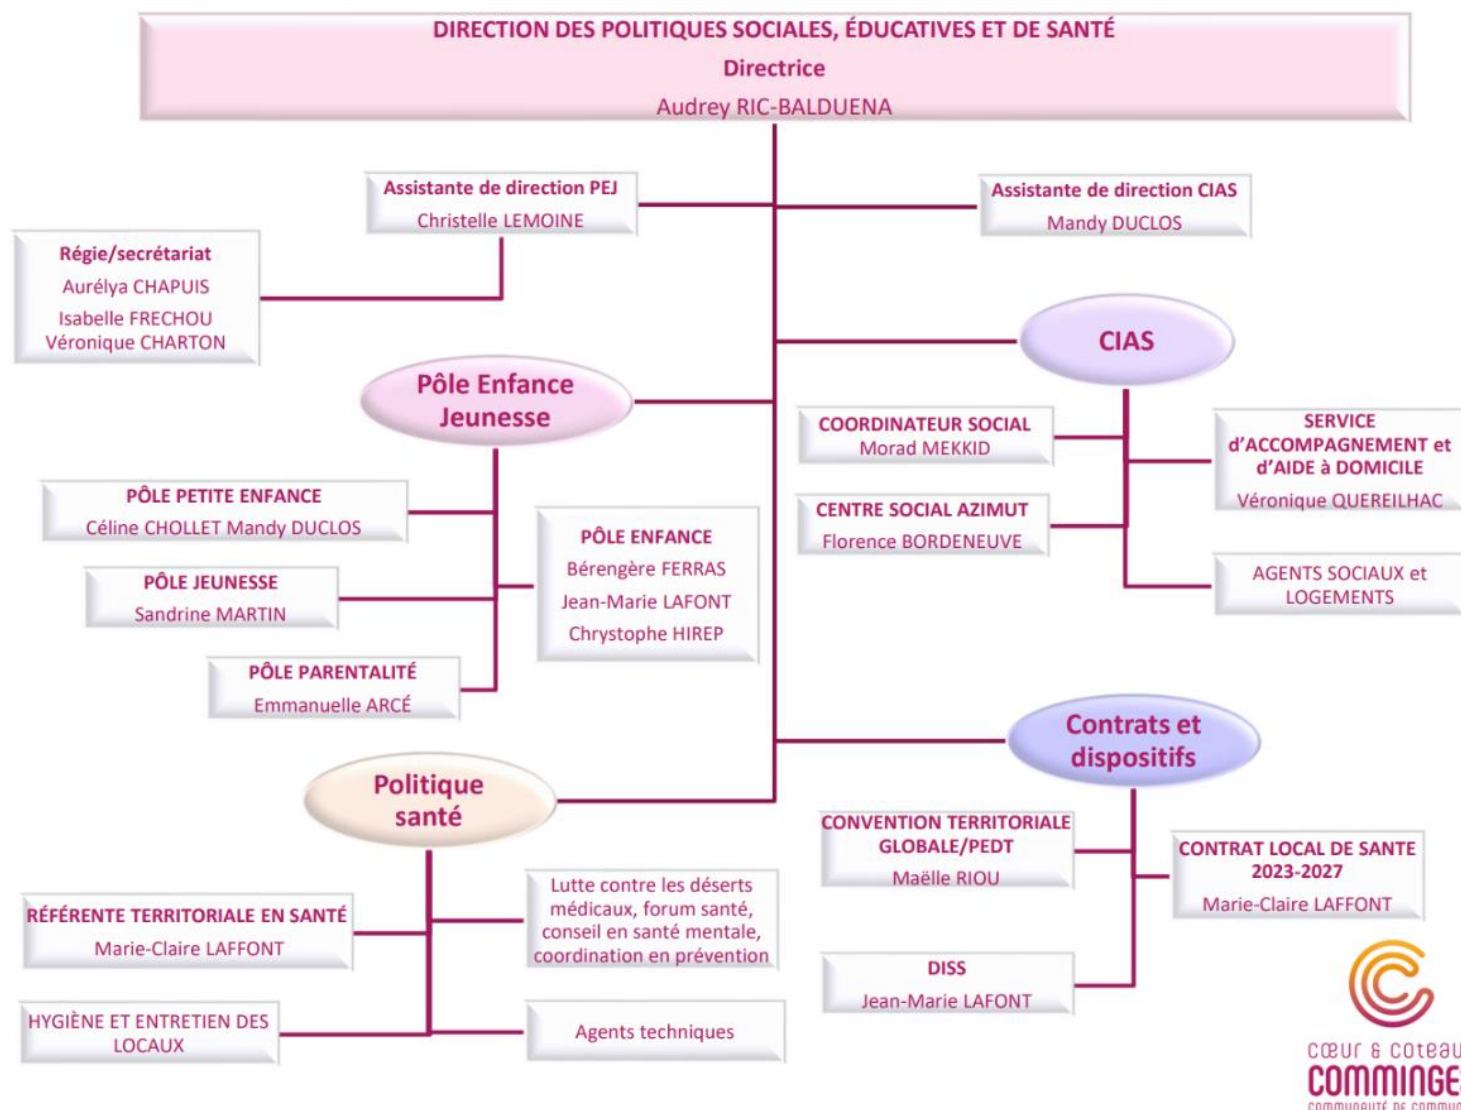 DIRECTION DES POLITIQUES SOCIALES, ÉDUCATIVES ET DE SANTÉ
Directrice
Audrey RIC-BALDUENA
Assistante de direction PEJ
Christelle LEMOINE
Assistante de direction CIAS
Mandy DUCLOS
Régie/secrétariat
Aurélya CHAPUIS
Isabelle FRECHOU
Véronique CHARTON
CIAS
Pôle Enfance
Jeunesse
COORDINATEUR SOCIAL
Morad MEKKID
SERVICE
d'ACCOMPAGNEMENT et
d'AIDE à DOMICILE
Véronique QUEREILHAC
CENTRE SOCIAL AZIMUT
Florence BORDENEUVE
AGENTS SOCIAUX et
LOGEMENTS
PÔLE PETITE ENFANCE
Céline CHOLLET Mandy DUCLOS
PÔLE ENFANCE
Bérengère FERRAS
Jean-Marie LAFONT
Chrystophe HIREP
PÔLE JEUNESSE
Sandrine MARTIN
PÔLE PARENTALITÉ
Emmanuelle ARCÉ
Contrats et
dispositifs
Politique
santé
CONVENTION TERRITORIALE
GLOBALE/PEDT
Maëlle RIOU
CONTRAT LOCAL DE SANTE
2023-2027
Marie-Claire LAFFONT
DISS
Jean-Marie LAFONT
RÉFÉRENTE TERRITORIALE EN SANTÉ
Marie-Claire LAFFONT
Lutte contre les déserts
médicaux, forum santé,
conseil en santé mentale,
coordination en prévention
HYGIÈNE ET ENTRETIEN DES
LOCAUX
Agents techniques
CŒUR & COTEAU
COMMINGE
COMMUNAUTÉ DE COMMUN